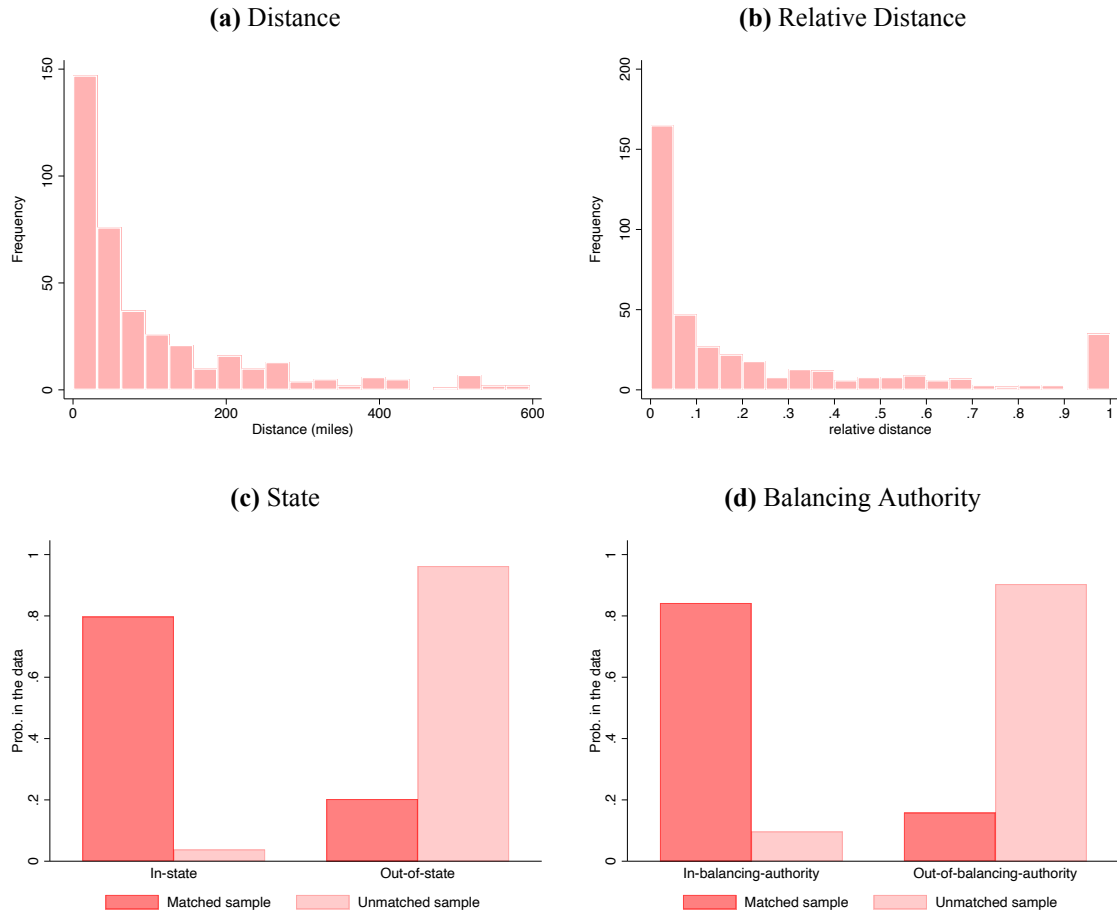 (a) Distance
150
100
50
0
Frequency
0 200 400 600
Distance (miles)
(b) Relative Distance
200
150
100
50
0
Frequency
0 .1 .2 .3 .4 .5 .6 .7 .8 .9 1
relative distance
(c) State
1
.8
.6
.4
.2
0
Prob. in the data
In-state Out-of-state
Matched sample Unmatched sample
(d) Balancing Authority
1
.8
.6
.4
.2
0
Prob. in the data
In-balancing-authority Out-of-balancing-authority
Matched sample Unmatched sample